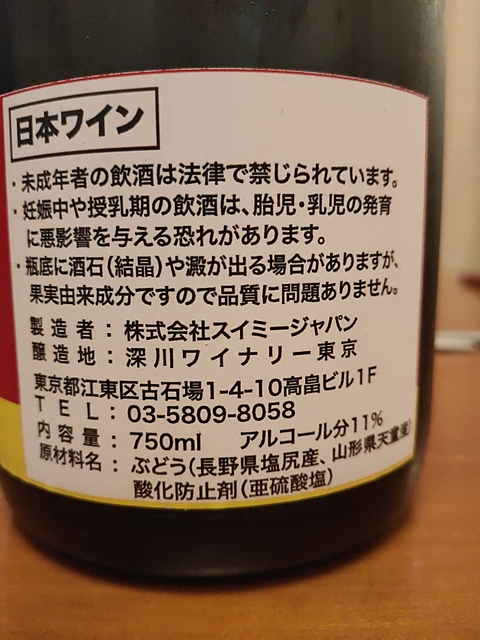 日本ワイン
・未成年者の飲酒は法律で禁じられています。
・妊娠中や授乳期の飲酒は、胎児・乳児の発育
に悪影響を与える恐れがあります。
・瓶底に酒石(結晶)や澱が出る場合がありますが、
果実由来成分ですので品質に問題ありません。
製造者：株式会社スイミージャパン
醸造地：深川ワイナリー東京
東京都江東区古石場1-4-10高畠ビル1F
TEL：03-5809-8058
内容量：750ml　アルコール分11%
原材料名：ぶどう(長野県塩尻産、山形県天童産)
酸化防止剤(亜硫酸塩)